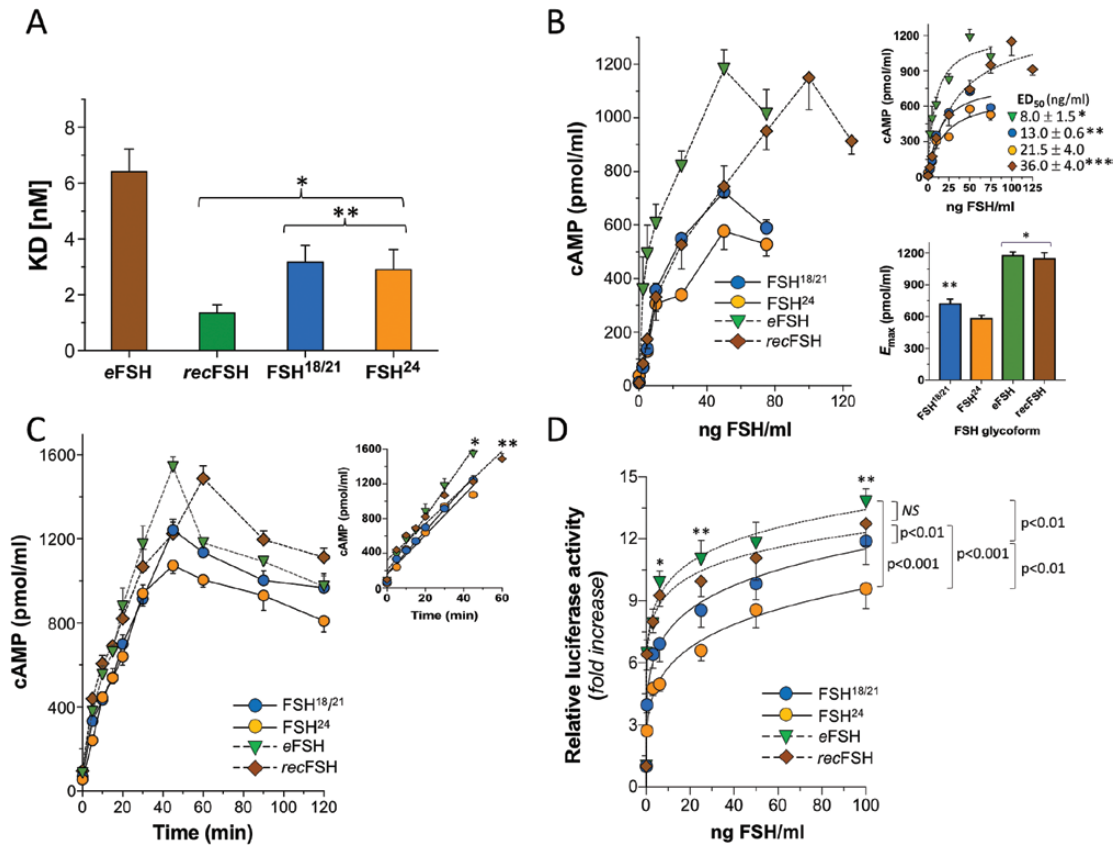 A
KD [nM]
8
6
4
2
0
*
**
eFSH
recFSH
FSH18/21
FSH24
B
cAMP (pmol/ml)
1200
1000
800
600
400
200
0
0
40
80
120
ng FSH/ml
FSH18/21
FSH24
eFSH
recFSH
cAMP (pmol/ml)
1200
900
600
300
0
0
25
50
75
100
125
ng FSH/ml
ED50 (ng/ml)
8.0 ± 1.5 *
13.0 ± 0.6 **
21.5 ± 4.0
36.0 ± 4.0 ***
Emax (pmol/ml)
1200
900
600
300
0
**
*
FSH18/21
FSH24
eFSH
recFSH
FSH glycoform
C
cAMP (pmol/ml)
1600
1200
800
400
0
0
20
40
60
80
100
120
Time (min)
FSH18/21
FSH24
eFSH
recFSH
cAMP (pmol/ml)
1600
1200
800
400
0
0
20
40
60
Time (min)
*
**
D
Relative luciferase activity (fold increase)
15
12
9
6
3
0
0
20
40
60
80
100
ng FSH/ml
*
**
**
FSH18/21
FSH24
eFSH
recFSH
NS
p<0.01
p<0.001
p<0.001
p<0.01
p<0.01